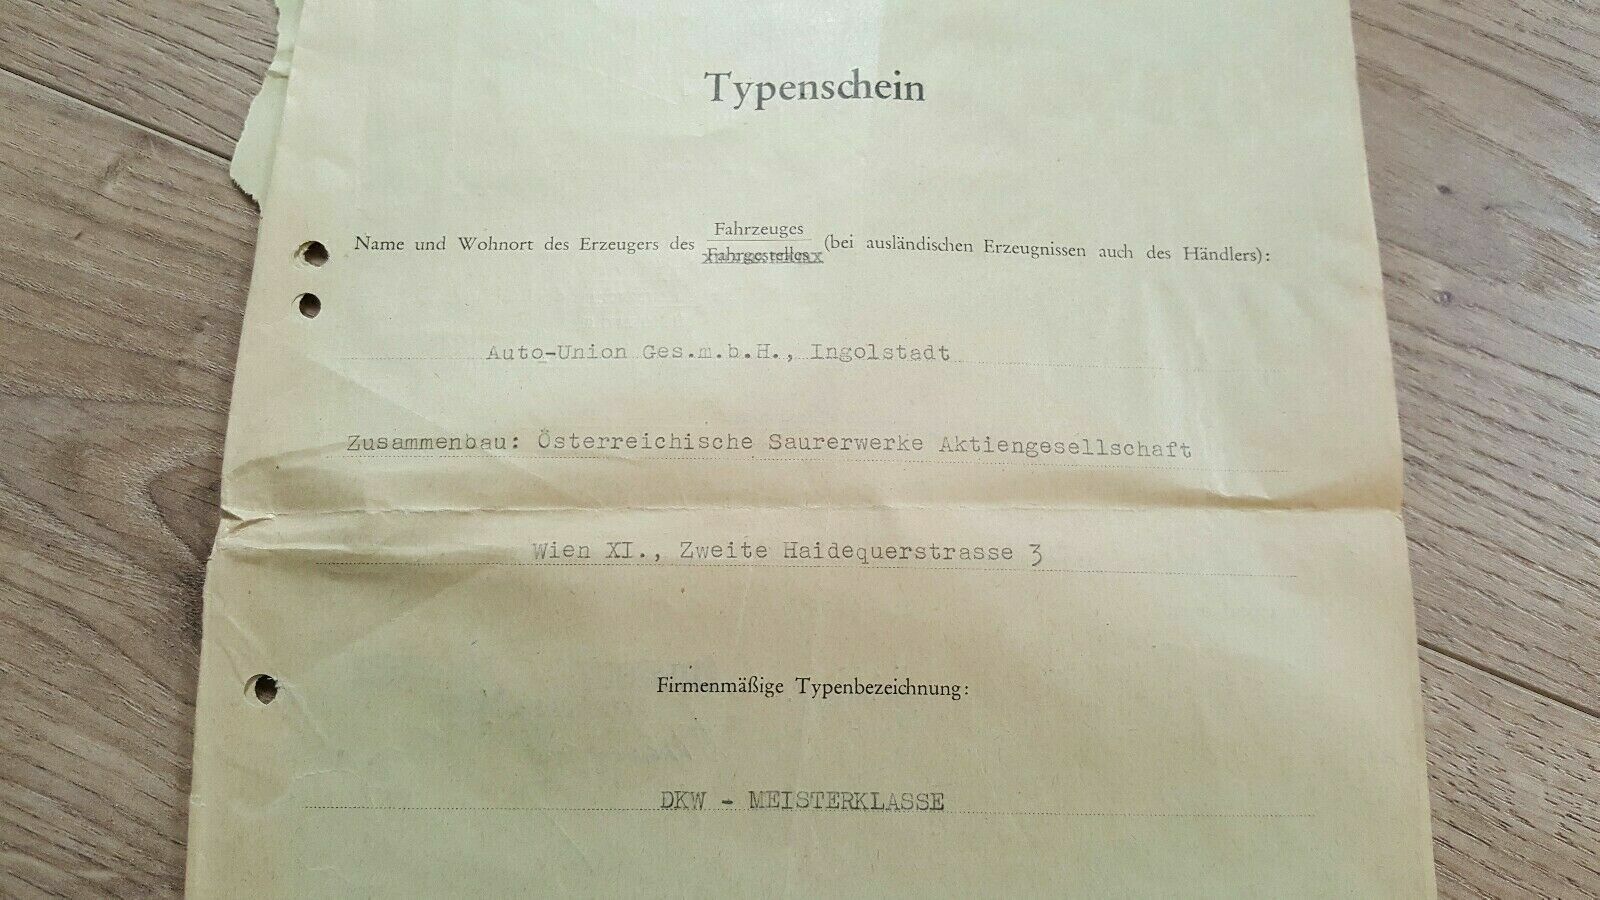 Typenschein
Name und Wohnort des Erzeugers des Fahrzeuges Fahrgestelles (bei ausländischen Erzeugnissen auch des Händlers):
Auto-Union Ges.m.b.H., Ingolstadt
Zusammenbau: Österreichische Saurerwerke Aktiengesellschaft
Wien XI., Zweite Haidequerstrasse 3
Firmenmäßige Typenbezeichnung:
DKW - MEISTERKLASSE